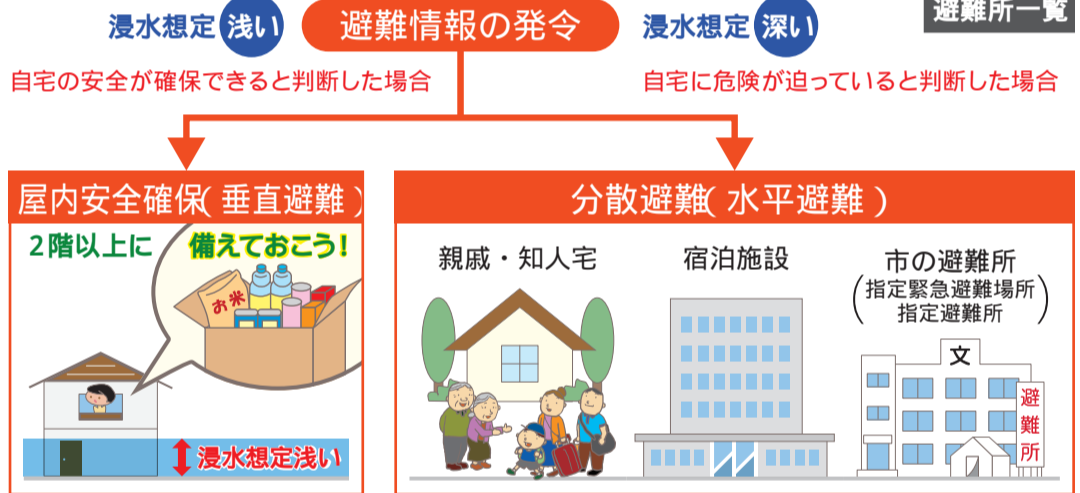 浸水想定 浅い
避難情報の発令
浸水想定 深い
避難所一覧
自宅の安全が確保できると判断した場合
自宅に危険が迫っていると判断した場合
屋内安全確保(垂直避難)
2階以上に
備えておこう!
お米
浸水想定浅い
分散避難(水平避難)
親戚・知人宅
宿泊施設
市の避難所
(指定緊急避難場所
指定避難所)
文
避難所